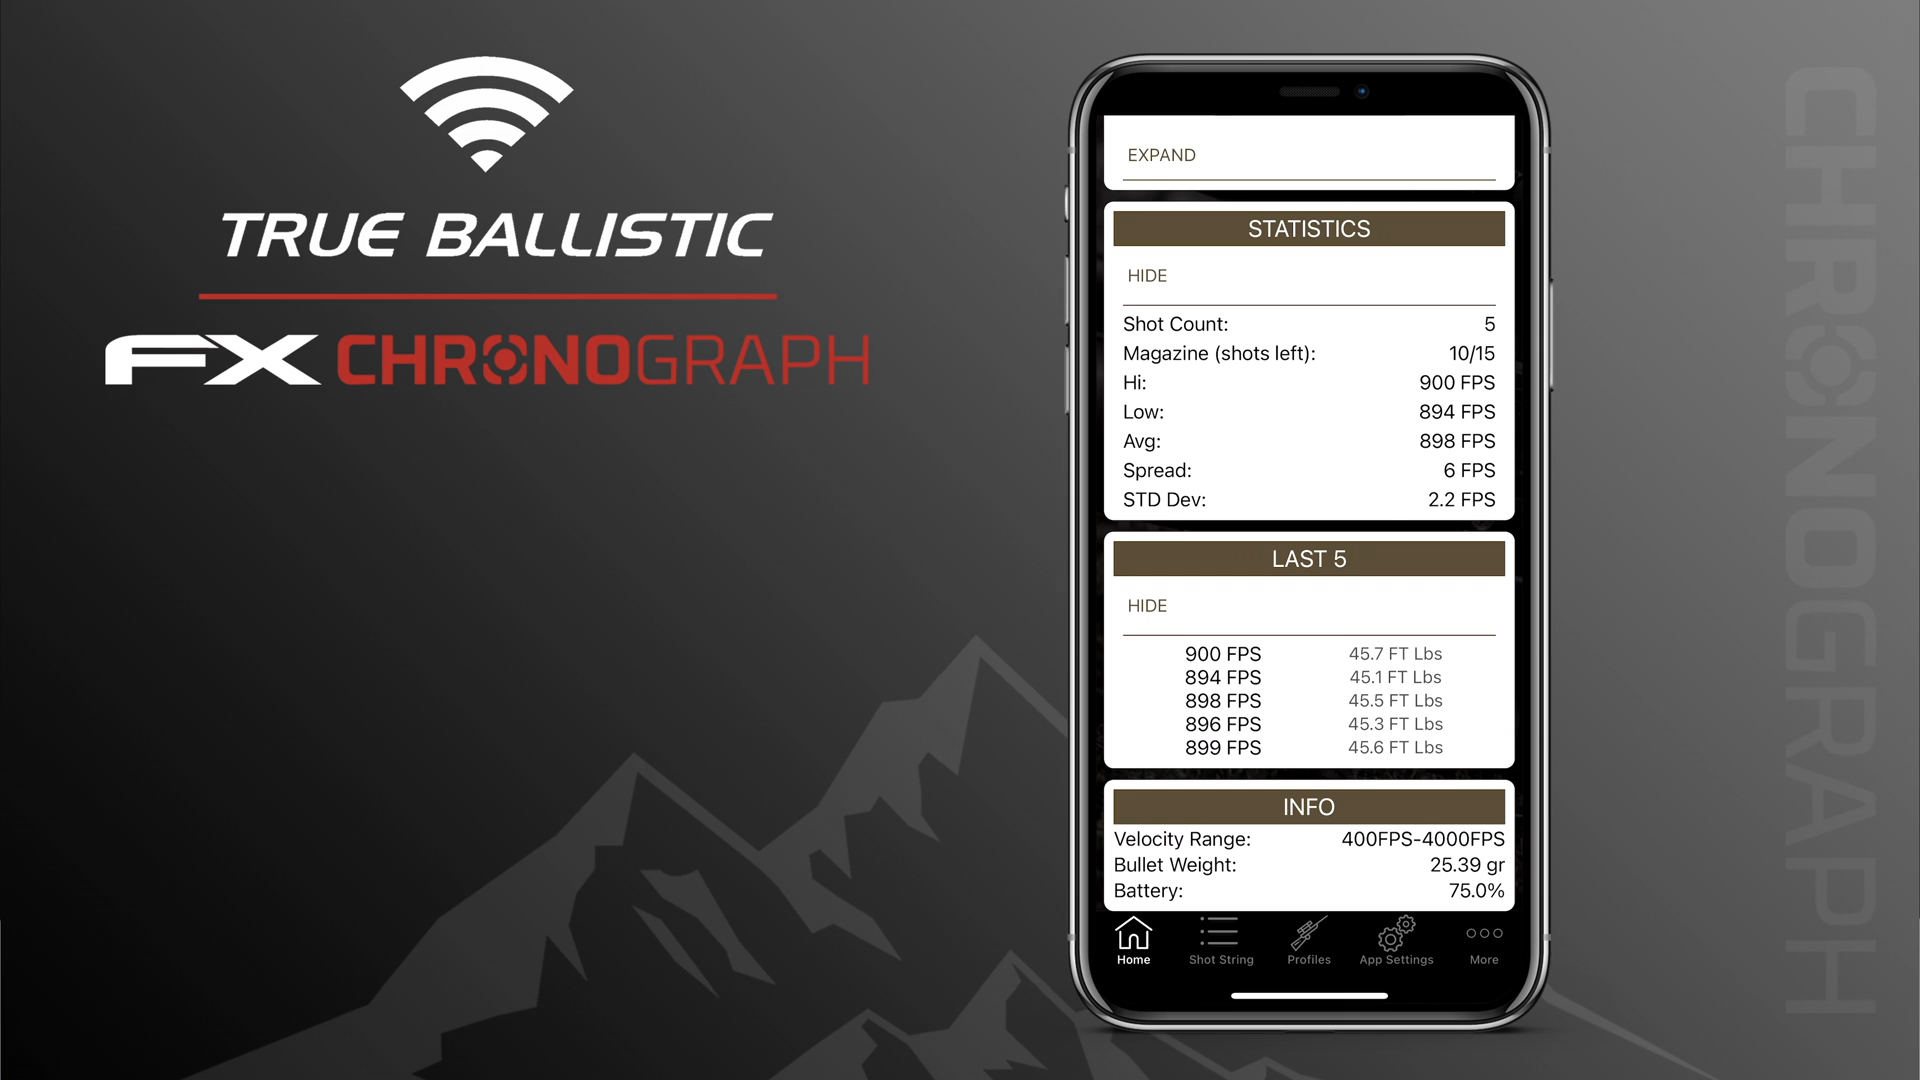 TRUE BALLISTIC
FX CHRONOGRAPH
EXPAND
STATISTICS
HIDE
Shot Count: 5
Magazine (shots left): 10/15
Hi: 900 FPS
Low: 894 FPS
Avg: 898 FPS
Spread: 6 FPS
STD Dev: 2.2 FPS
LAST 5
HIDE
900 FPS 45.7 FT Lbs
894 FPS 45.1 FT Lbs
898 FPS 45.5 FT Lbs
896 FPS 45.3 FT Lbs
899 FPS 45.6 FT Lbs
INFO
Velocity Range: 400FPS-4000FPS
Bullet Weight: 25.39 gr
Battery: 75.0%
Home Shot String Profiles App Settings More
CHRONOGRAPH